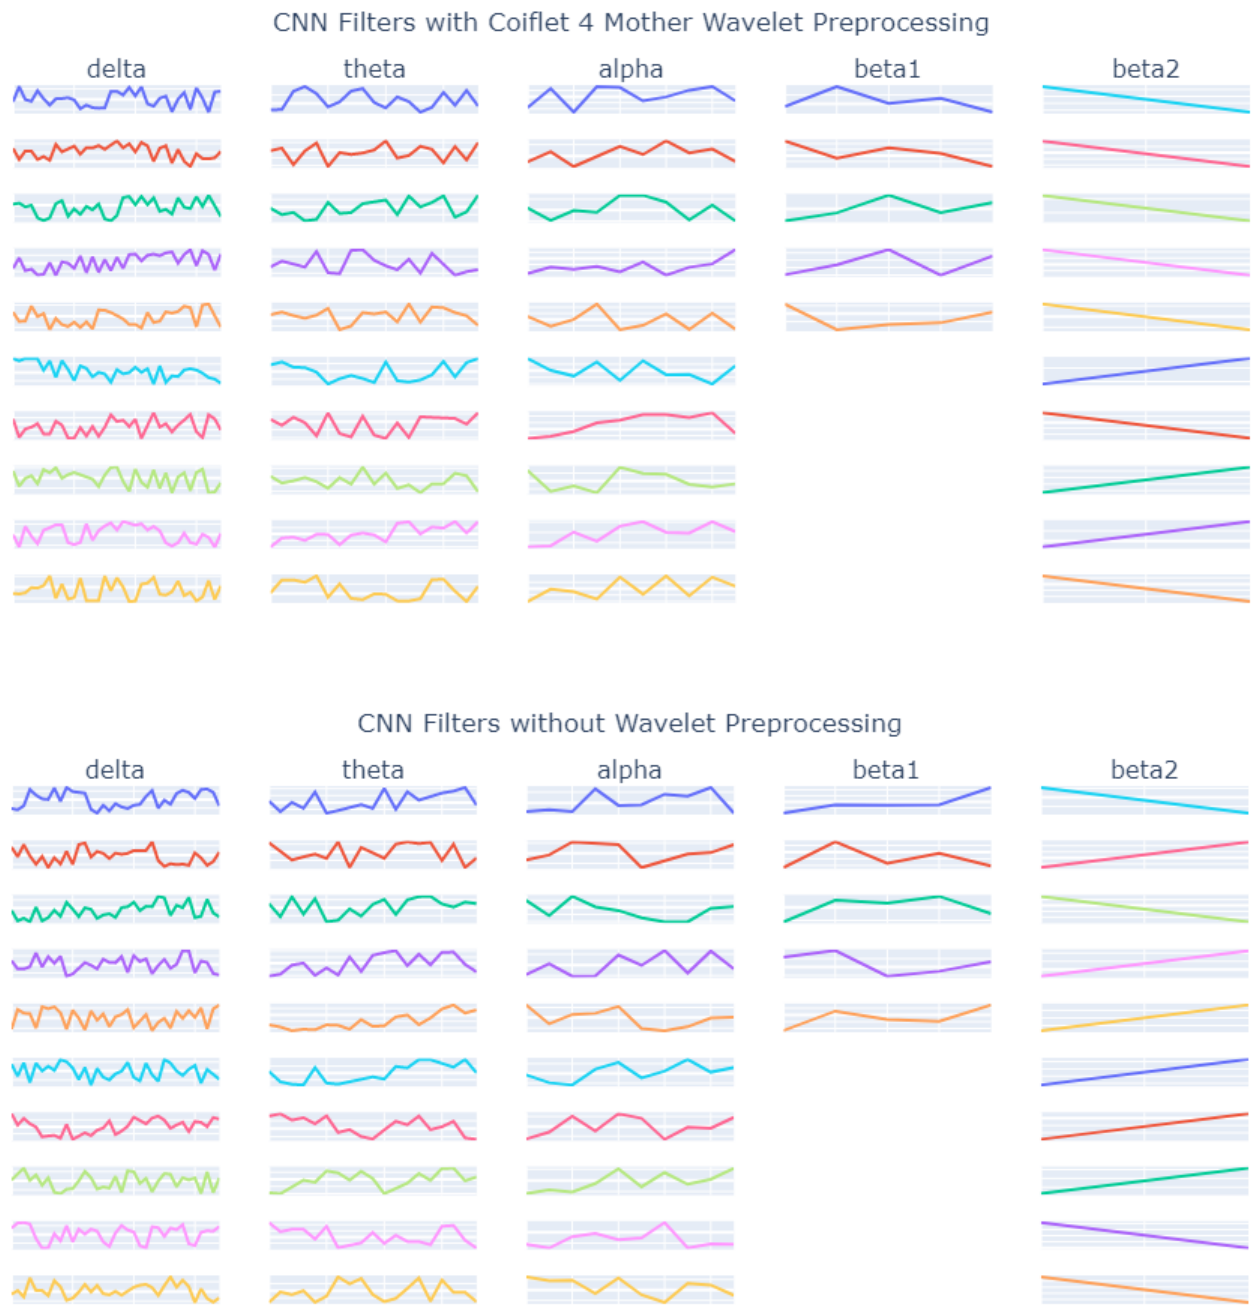 CNN Filters with Coiflet 4 Mother Wavelet Preprocessing
delta theta alpha beta1 beta2
CNN Filters without Wavelet Preprocessing
delta theta alpha beta1 beta2